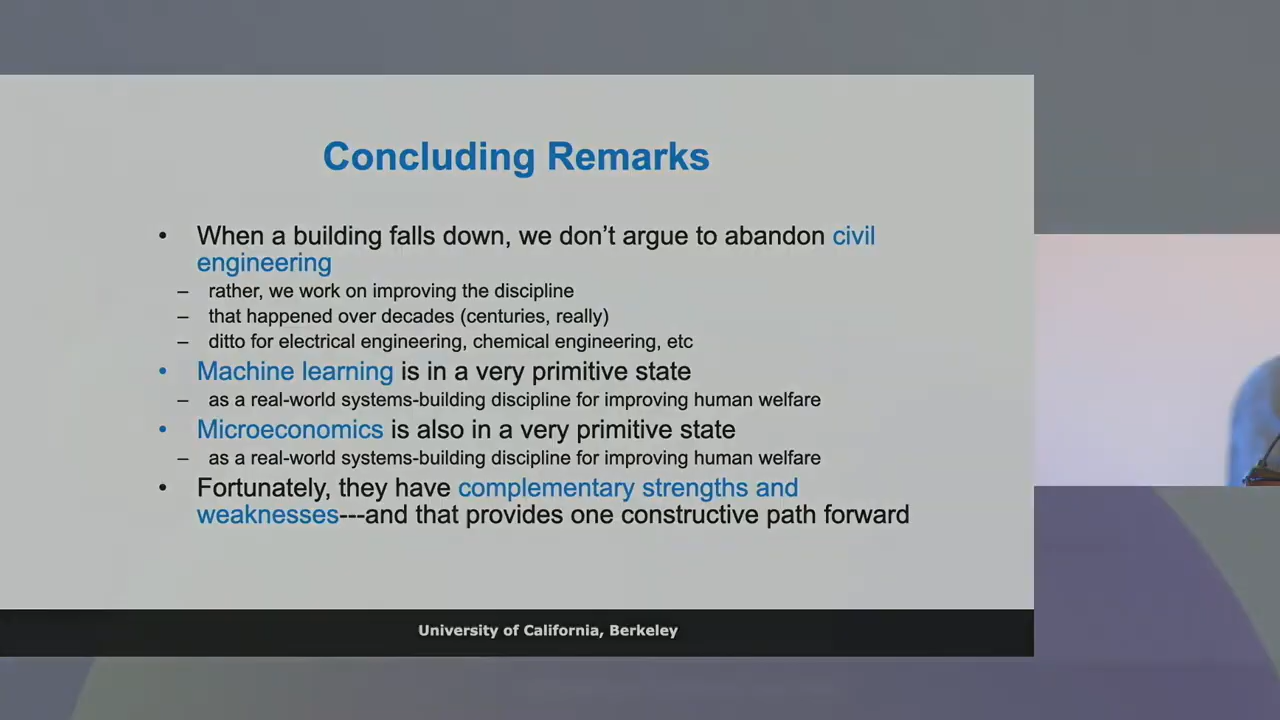 Concluding Remarks
• When a building falls down, we don’t argue to abandon civil
engineering
– rather, we work on improving the discipline
– that happened over decades (centuries, really)
– ditto for electrical engineering, chemical engineering, etc
• Machine learning is in a very primitive state
– as a real-world systems-building discipline for improving human welfare
• Microeconomics is also in a very primitive state
– as a real-world systems-building discipline for improving human welfare
• Fortunately, they have complementary strengths and
weaknesses---and that provides one constructive path forward
University of California, Berkeley